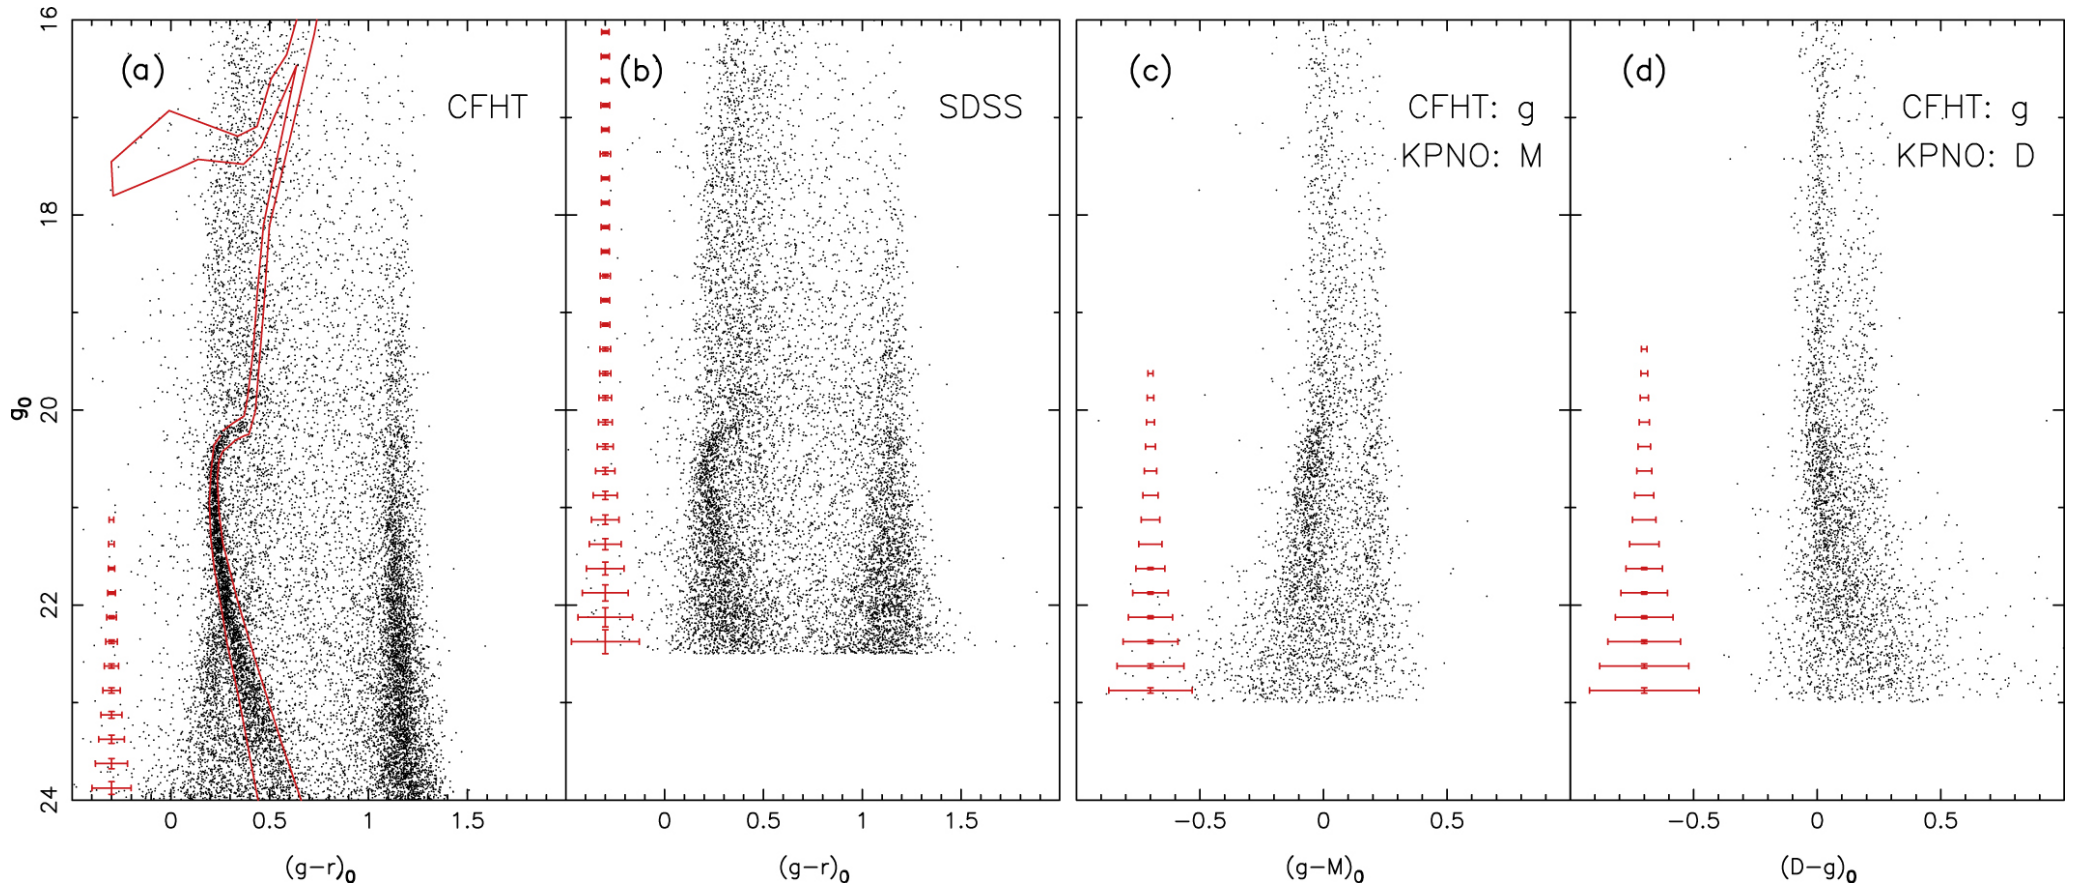 (a)
CFHT
(b)
SDSS
(c)
CFHT: g
KPNO: M
(d)
CFHT: g
KPNO: D
16
18
20
22
24
g₀
0 0.5 1 1.5
(g−r)₀
0 0.5 1 1.5
(g−r)₀
−0.5 0 0.5
(g−M)₀
−0.5 0 0.5
(D−g)₀